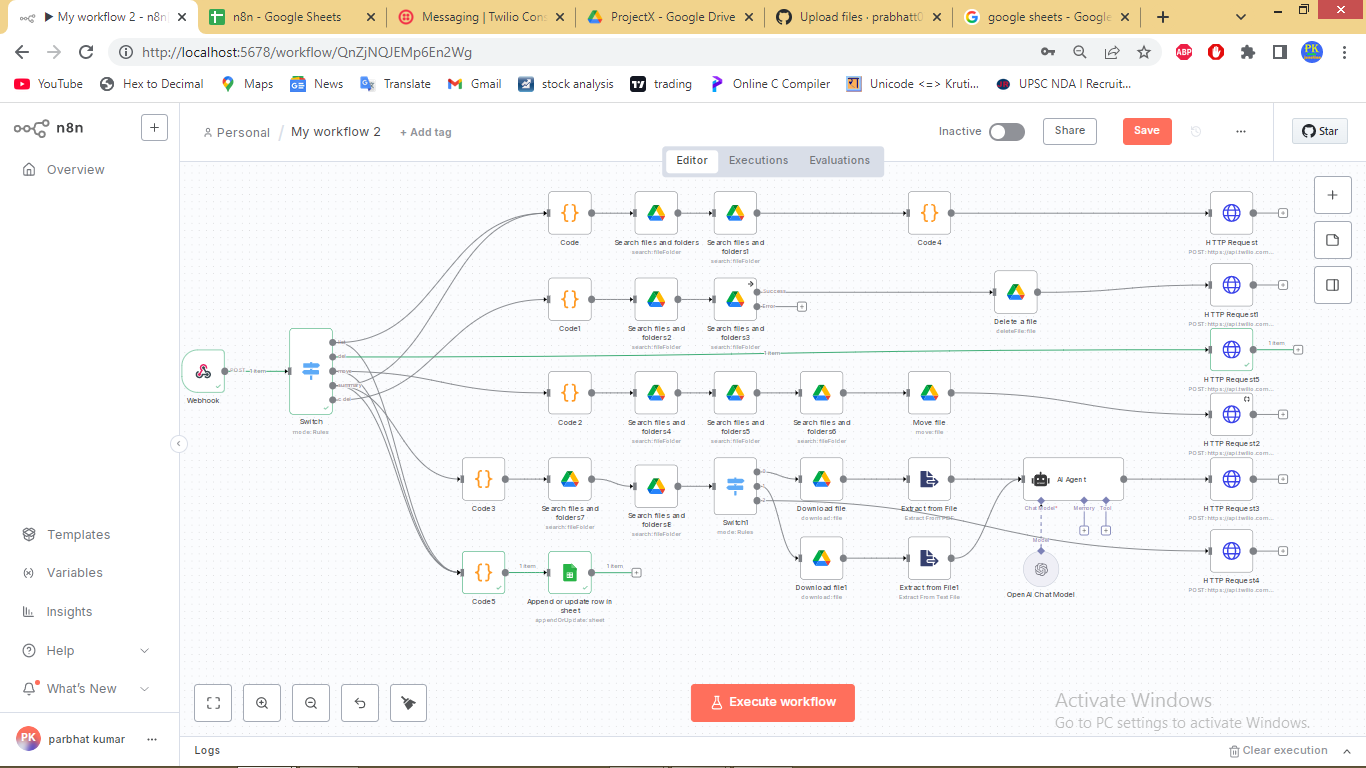 My workflow 2 - n8n
n8n - Google Sheets
Messaging | Twilio Cons
ProjectX - Google Drive
Upload files · prabhatt0
google sheets - Google
http://localhost:5678/workflow/QnZjNQJEMp6En2Wg
ABP
YouTube
Hex to Decimal
Maps
News
Translate
Gmail
stock analysis
trading
Online C Compiler
Unicode <=> Kruti...
UPSC NDA I Recruit...
n8n
Personal / My workflow 2
+ Add tag
Inactive
Share
Save
Star
Overview
Editor
Executions
Evaluations
Code
Search files and folders
search: fileFolder
Search files and folders1
search: fileFolder
Code4
HTTP Request
POST: https://api.twilio.com...
Code1
Search files and folders2
search: fileFolder
Search files and folders3
search: fileFolder
Success
Error
Delete a file
deleteFile: file
HTTP Request1
POST: https://api.twilio.com...
Webhook
POST
1 item
Switch
mode: Rules
list
del
move
summary
1 item
1 item
HTTP Request5
POST: https://api.twilio.com...
Code2
Search files and folders4
search: fileFolder
Search files and folders5
search: fileFolder
Search files and folders6
search: fileFolder
Move file
move: file
HTTP Request2
POST: https://api.twilio.com...
Code3
Search files and folders7
search: fileFolder
Search files and folders8
search: fileFolder
Switch1
mode: Rules
0
1
2
Download file
download: file
Extract from File
Extract From PDF
AI Agent
Chat Model*
Memory
Tool
Model
HTTP Request3
POST: https://api.twilio.com...
Download file1
download: file
Extract from File1
Extract From Text File
OpenAI Chat Model
HTTP Request4
POST: https://api.twilio.com...
Code5
1 item
Append or update row in sheet
appendOrUpdate: sheet
1 item
Templates
Variables
Insights
Help
What's New
PK
parbhat kumar
Execute workflow
Activate Windows
Go to PC settings to activate Windows.
Logs
Clear execution